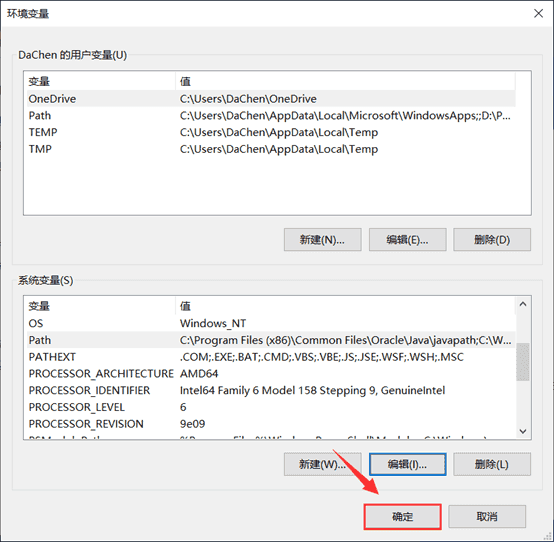 环境变量
DaChen 的用户变量(U)
变量 值
OneDrive C:\Users\DaChen\OneDrive
Path C:\Users\DaChen\AppData\Local\Microsoft\WindowsApps;;D:\P...
TEMP C:\Users\DaChen\AppData\Local\Temp
TMP C:\Users\DaChen\AppData\Local\Temp
新建(N)... 编辑(E)... 删除(D)
系统变量(S)
变量 值
OS Windows_NT
Path C:\Program Files (x86)\Common Files\Oracle\Java\javapath;C:\W...
PATHEXT .COM;.EXE;.BAT;.CMD;.VBS;.VBE;.JS;.JSE;.WSF;.WSH;.MSC
PROCESSOR_ARCHITECTURE AMD64
PROCESSOR_IDENTIFIER Intel64 Family 6 Model 158 Stepping 9, GenuineIntel
PROCESSOR_LEVEL 6
PROCESSOR_REVISION 9e09
新建(W)... 编辑(I)... 删除(L)
确定 取消